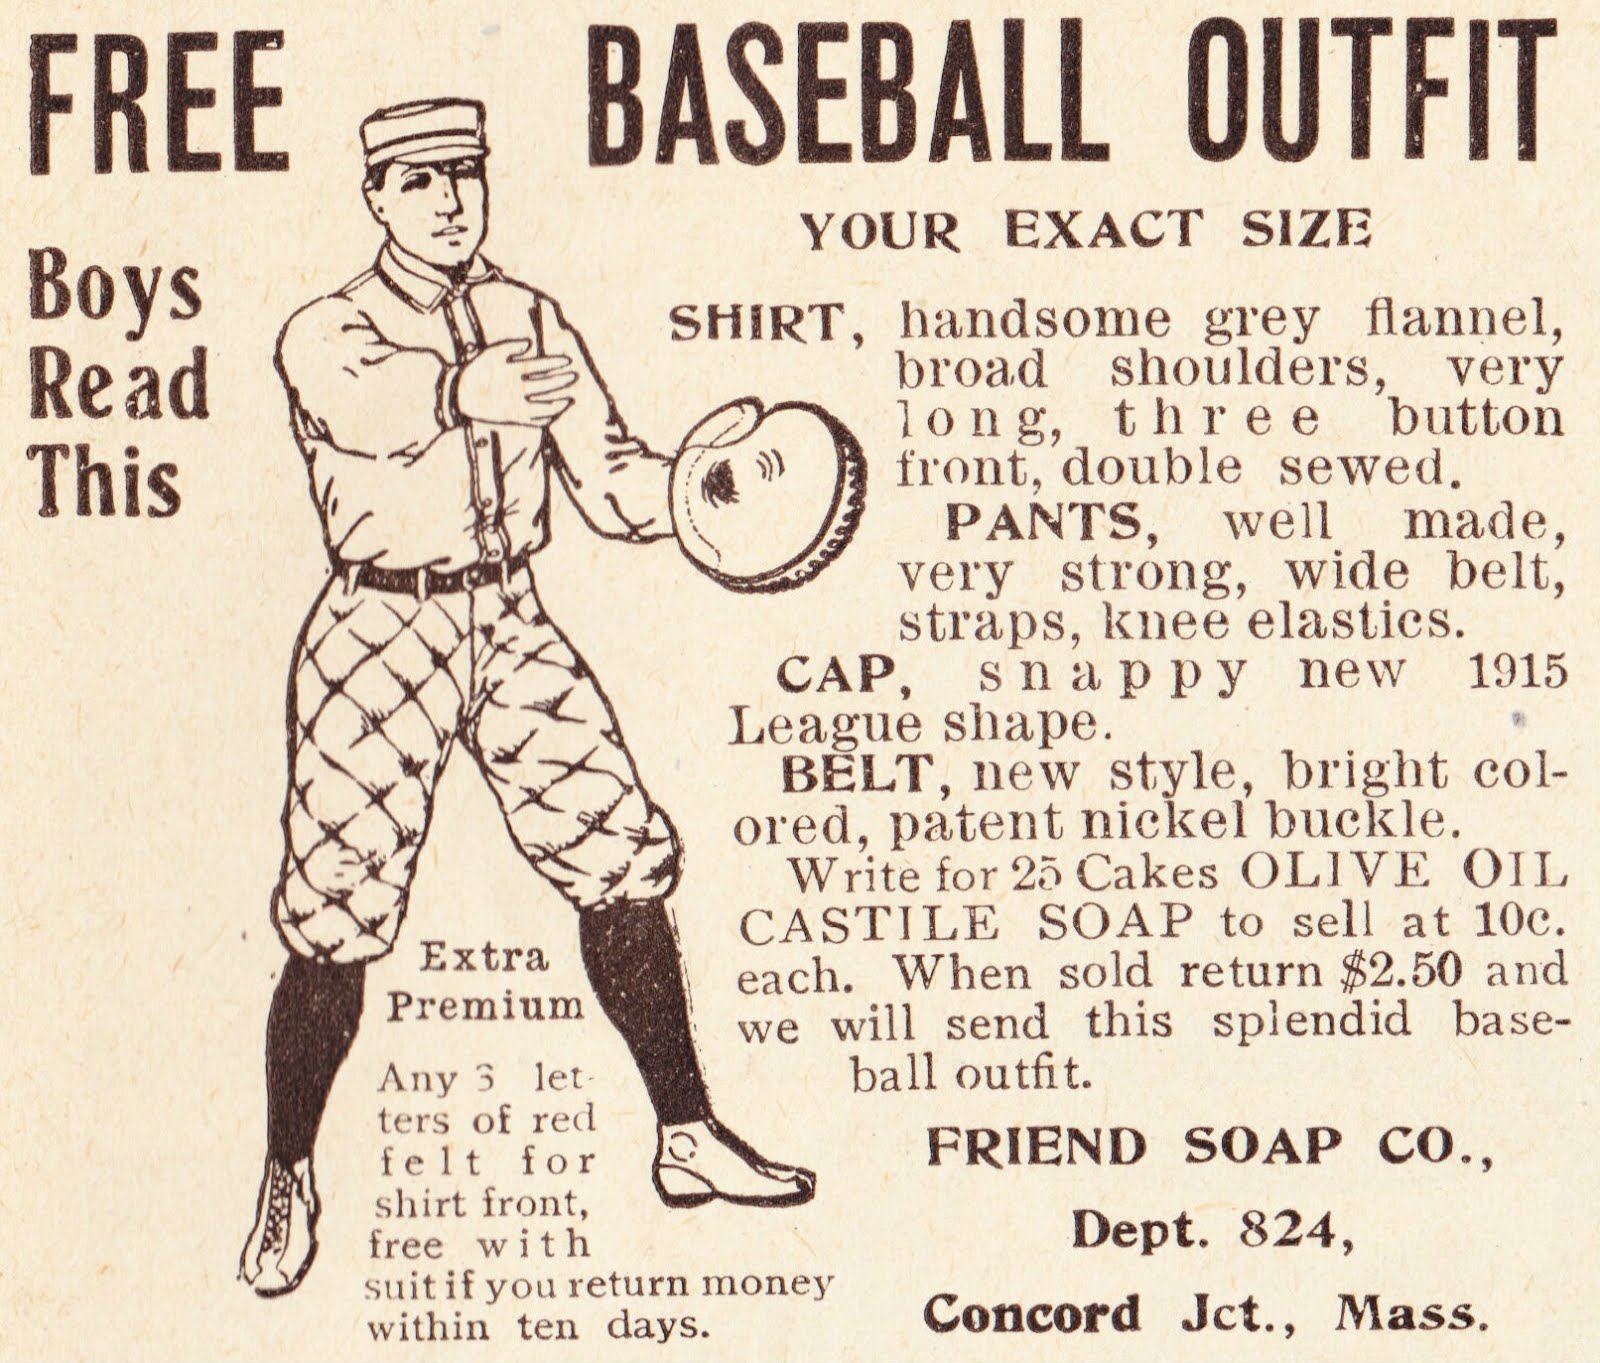 FREE BASEBALL OUTFIT
Boys
Read
This
YOUR EXACT SIZE
SHIRT, handsome grey flannel,
broad shoulders, very
long, three button
front, double sewed.
PANTS, well made,
very strong, wide belt,
straps, knee elastics.
CAP, snappy new 1915
League shape.
BELT, new style, bright col-
ored, patent nickel buckle.
Write for 25 Cakes OLIVE OIL
CASTILE SOAP to sell at 10c.
each. When sold return $2.50 and
we will send this splendid base-
ball outfit.
Extra
Premium
Any 3 let-
ters of red
felt for
shirt front,
free with
suit if you return money
within ten days.
FRIEND SOAP CO.,
Dept. 824,
Concord Jct., Mass.